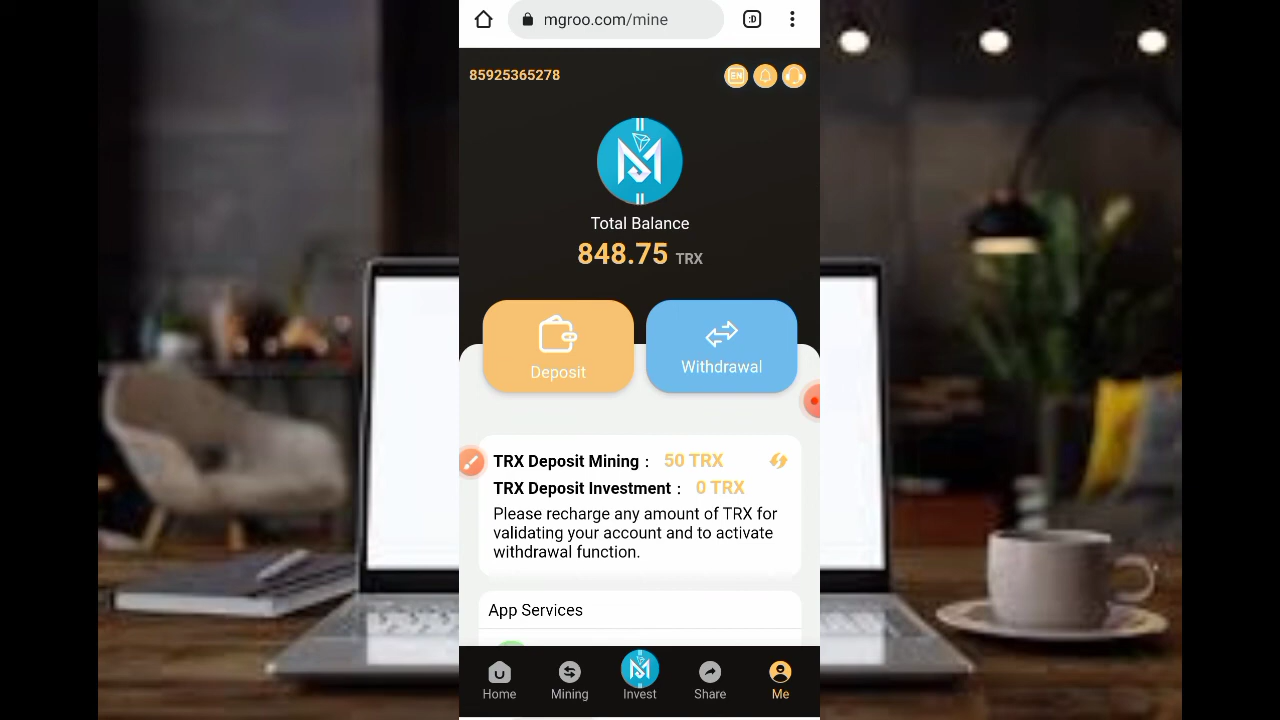 mgroo.com/mine
:D
85925365278
EN
M
Total Balance
848.75 TRX
Deposit
Withdrawal
TRX Deposit Mining : 50 TRX
TRX Deposit Investment : 0 TRX
Please recharge any amount of TRX for
validating your account and to activate
withdrawal function.
App Services
Home
Mining
M
Invest
Share
Me